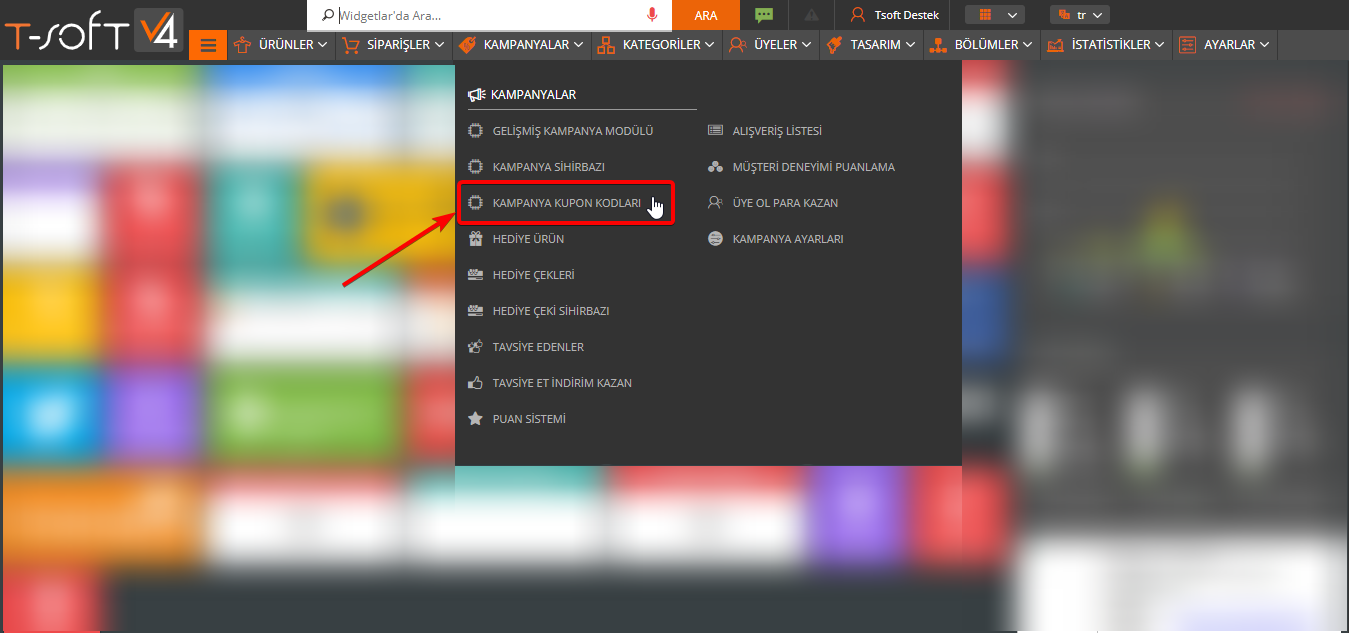 T-SOFT V4
Widgetlar'da Ara...
ARA
Tsoft Destek
tr
ÜRÜNLER
SİPARİŞLER
KAMPANYALAR
KATEGORİLER
ÜYELER
TASARIM
BÖLÜMLER
İSTATİSTİKLER
AYARLAR
KAMPANYALAR
GELİŞMİŞ KAMPANYA MODÜLÜ
KAMPANYA SİHİRBAZI
KAMPANYA KUPON KODLARI
HEDİYE ÜRÜN
HEDİYE ÇEKLERİ
HEDİYE ÇEKİ SİHİRBAZI
TAVSİYE EDENLER
TAVSİYE ET İNDİRİM KAZAN
PUAN SİSTEMİ
ALIŞVERİŞ LİSTESİ
MÜŞTERİ DENEYİMİ PUANLAMA
ÜYE OL PARA KAZAN
KAMPANYA AYARLARI